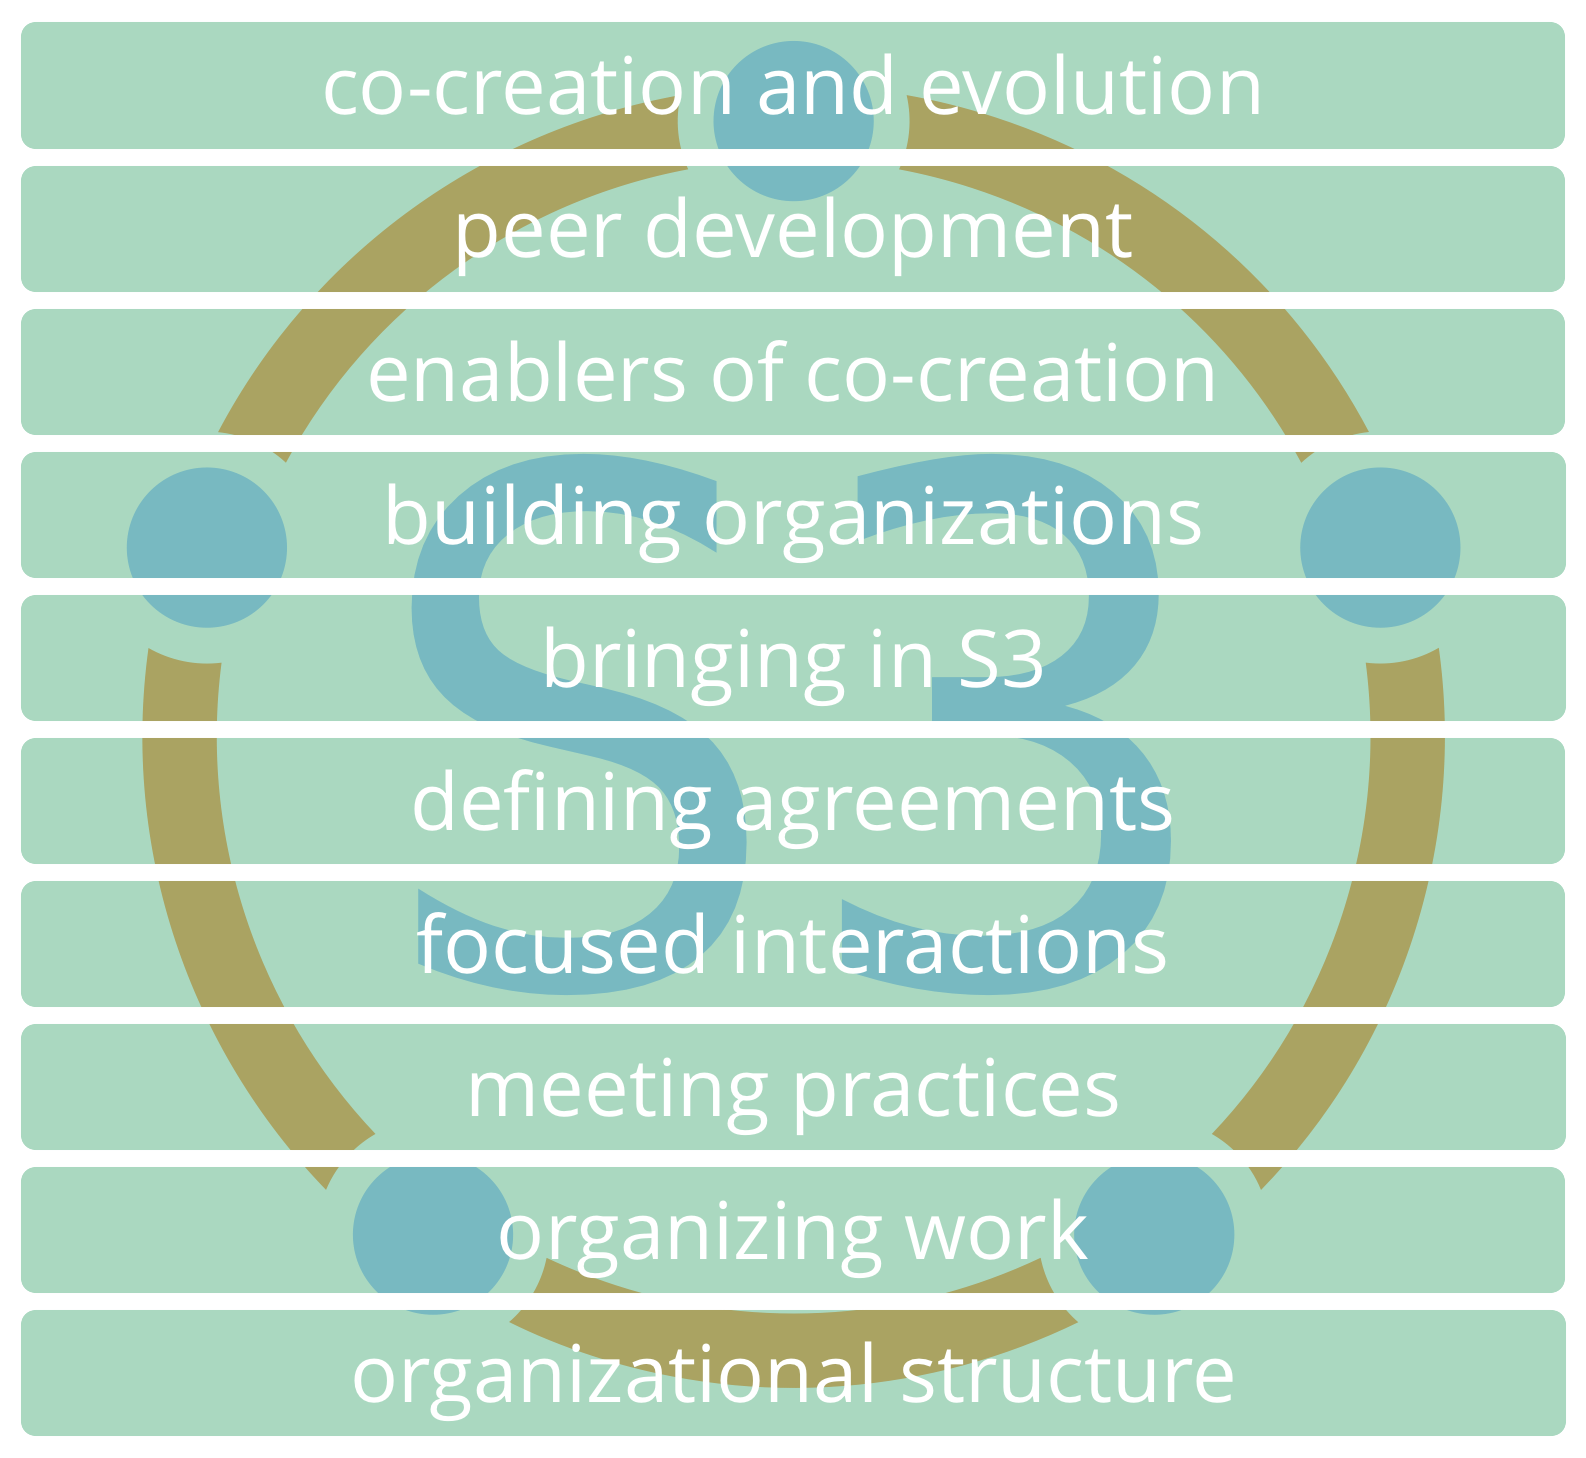 co-creation and evolution
peer development
enablers of co-creation
building organizations
S3
bringing in S3
defining agreements
focused interactions
meeting practices
organizing work
organizational structure